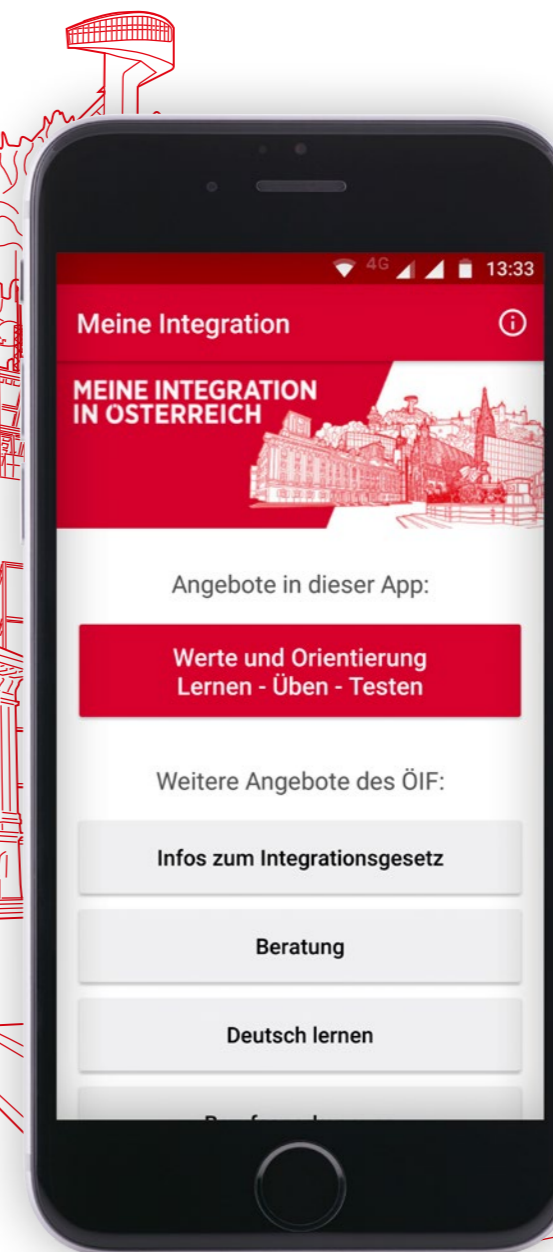 4G 13:33
Meine Integration
MEINE INTEGRATION
IN ÖSTERREICH
Angebote in dieser App:
Werte und Orientierung
Lernen - Üben - Testen
Weitere Angebote des ÖIF:
Infos zum Integrationsgesetz
Beratung
Deutsch lernen